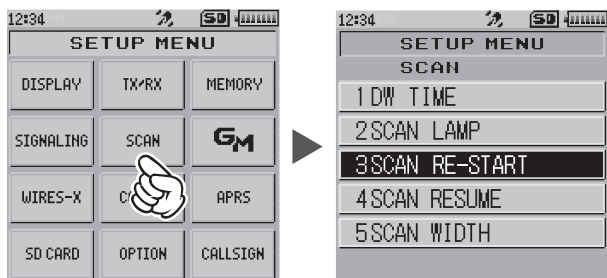 12:34 SD
SETUP MENU
DISPLAY TX/RX MEMORY
SIGNALING SCAN GM
WIRES-X APRS
SD CARD OPTION CALLSIGN
12:34 SD
SETUP MENU
SCAN
1 DW TIME
2 SCAN LAMP
3 SCAN RE-START
4 SCAN RESUME
5 SCAN WIDTH